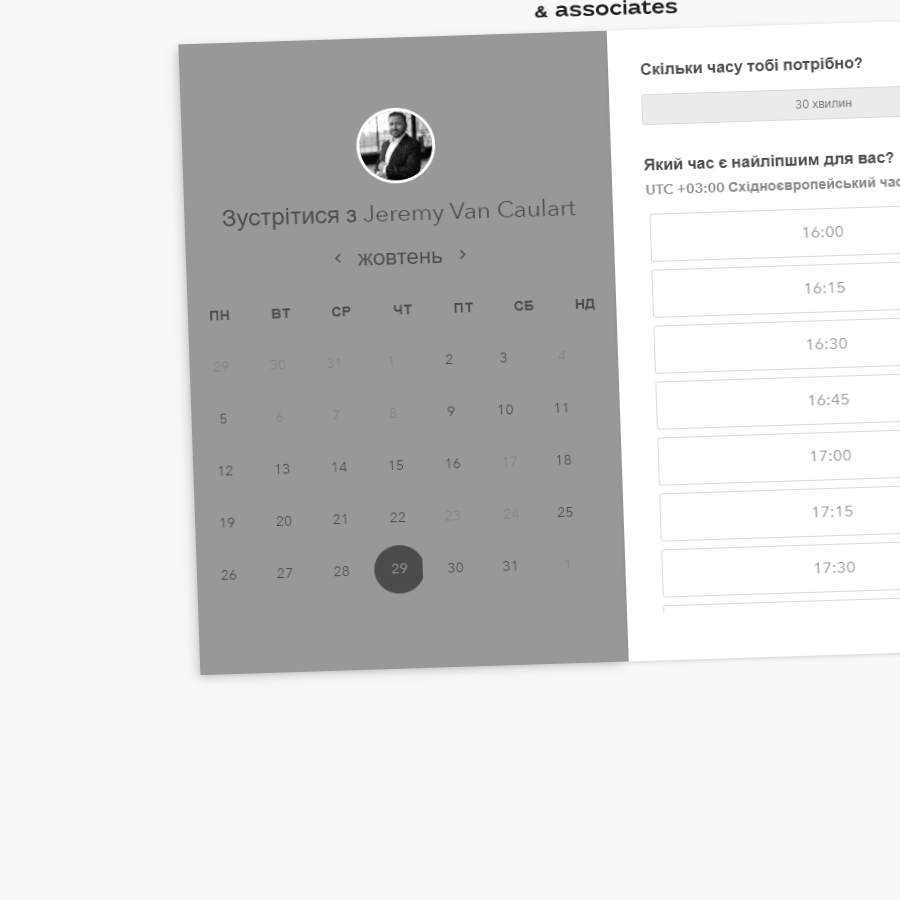 & associates
Зустрітися з Jeremy Van Caulart
‹ жовтень ›
ПН ВТ СР ЧТ ПТ СБ НД
29 30 31 1 2 3 4
5 6 7 8 9 10 11
12 13 14 15 16 17 18
19 20 21 22 23 24 25
26 27 28 29 30 31 1
Скільки часу тобі потрібно?
30 хвилин
Який час є найліпшим для вас?
UTC +03:00 Східноєвропейський час
16:00
16:15
16:30
16:45
17:00
17:15
17:30